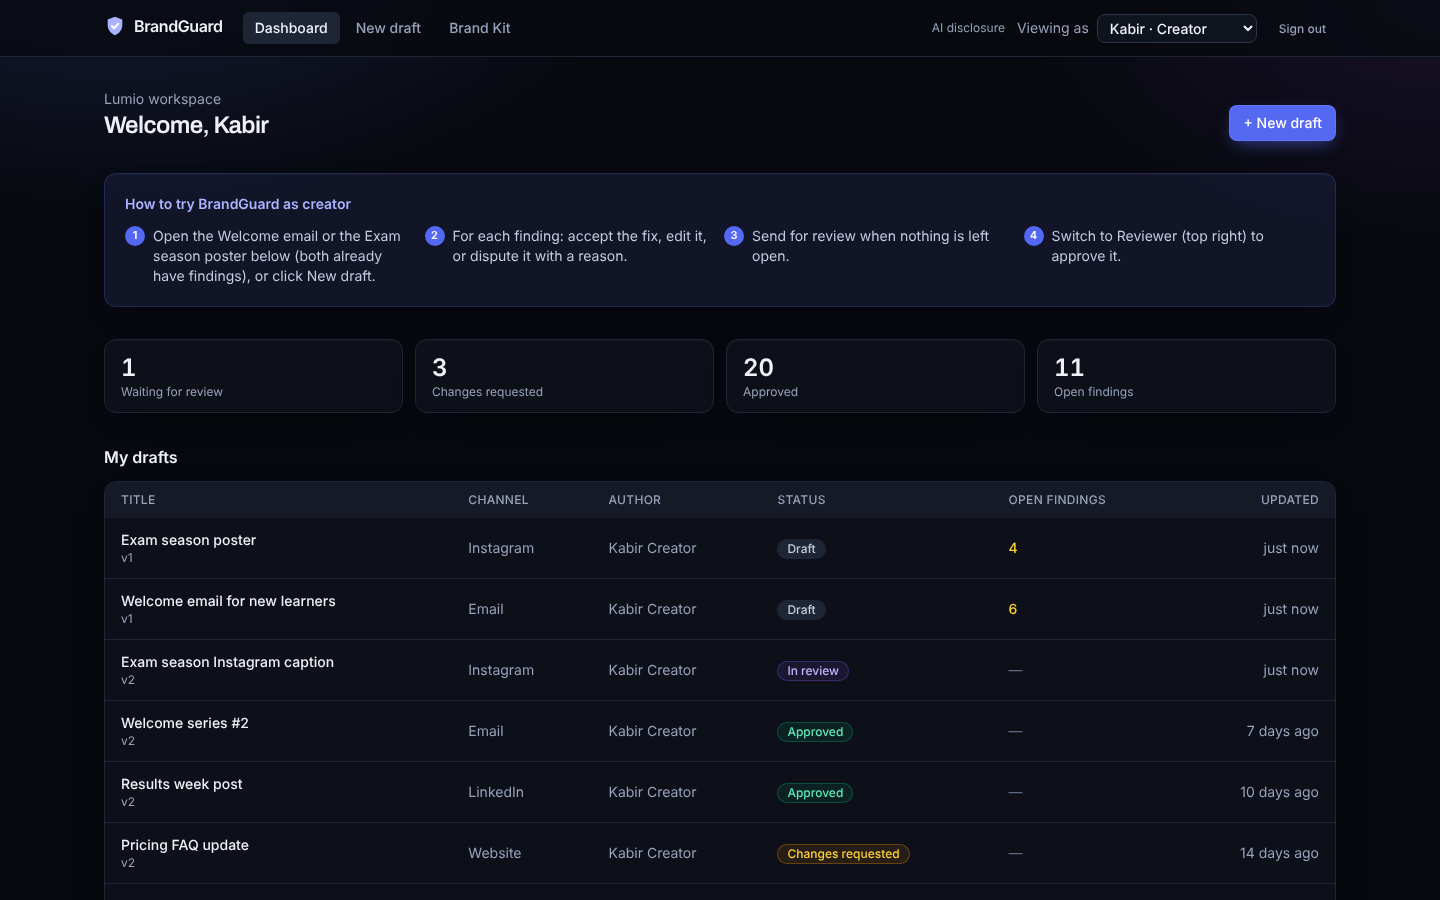 BrandGuard
Dashboard
New draft
Brand Kit
AI disclosure
Viewing as
Kabir · Creator
Sign out
Lumio workspace
Welcome, Kabir
+ New draft
How to try BrandGuard as creator
1
Open the Welcome email or the Exam
season poster below (both already
have findings), or click New draft.
2
For each finding: accept the fix, edit it,
or dispute it with a reason.
3
Send for review when nothing is left
open.
4
Switch to Reviewer (top right) to
approve it.
1
Waiting for review
3
Changes requested
20
Approved
11
Open findings
My drafts
TITLE CHANNEL AUTHOR STATUS OPEN FINDINGS UPDATED
Exam season poster
v1
Instagram Kabir Creator Draft 4 just now
Welcome email for new learners
v1
Email Kabir Creator Draft 6 just now
Exam season Instagram caption
v2
Instagram Kabir Creator In review — just now
Welcome series #2
v2
Email Kabir Creator Approved — 7 days ago
Results week post
v2
LinkedIn Kabir Creator Approved — 10 days ago
Pricing FAQ update
v2
Website Kabir Creator Changes requested — 14 days ago